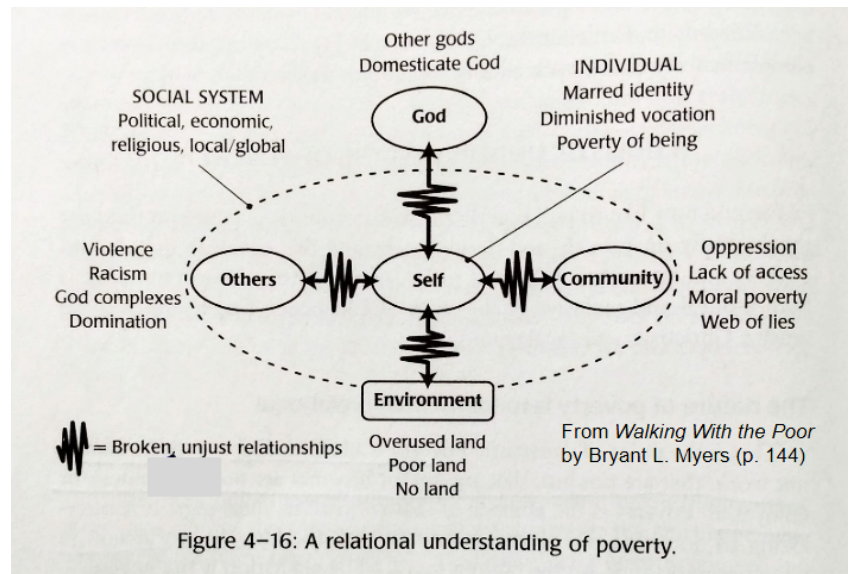 Other gods
Domesticate God
SOCIAL SYSTEM
Political, economic,
religious, local/global
INDIVIDUAL
Marred identity
Diminished vocation
Poverty of being
God
Violence
Racism
God complexes
Domination
Others
Self
Community
Oppression
Lack of access
Moral poverty
Web of lies
Environment
Overused land
Poor land
No land
= Broken, unjust relationships
From Walking With the Poor
by Bryant L. Myers (p. 144)
Figure 4–16: A relational understanding of poverty.